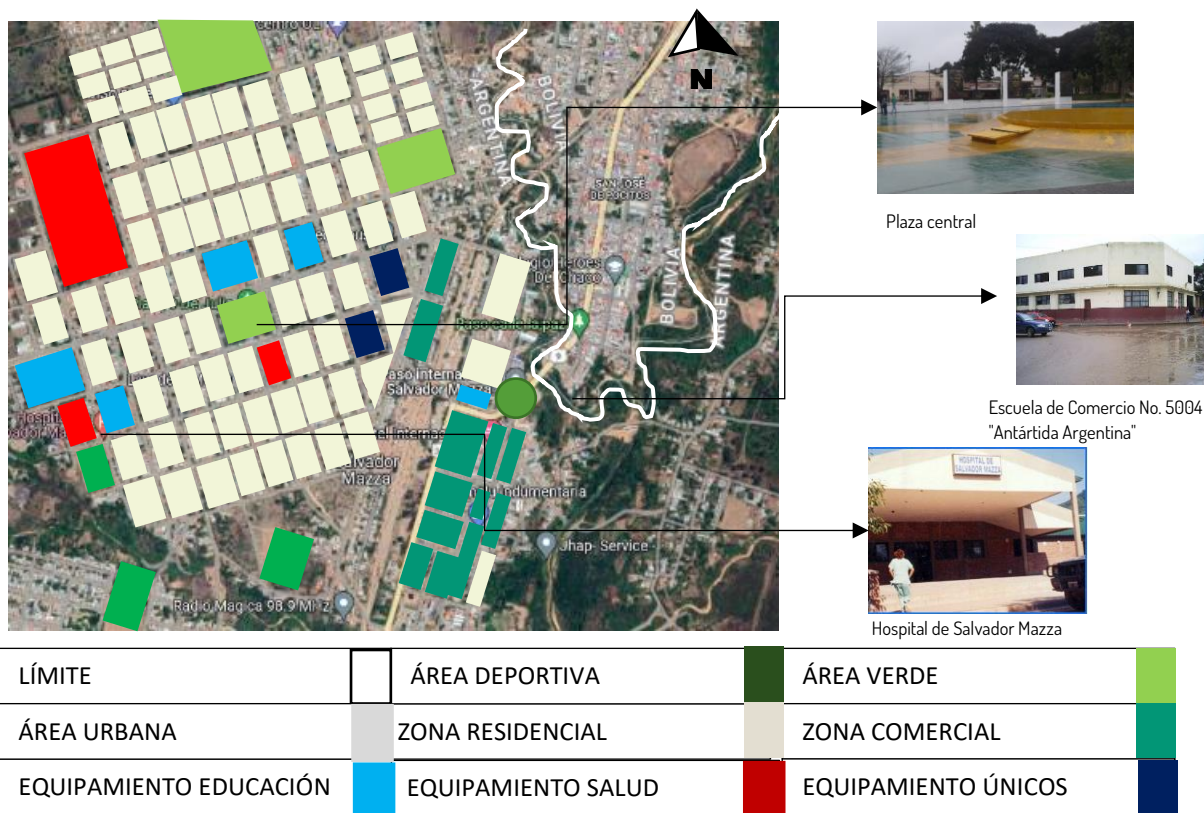 N
ARGENTINA
BOLIVIA
SAN JOSÉ
DE POCITOS
BOLIVIA
ARGENTINA
Salvador Mazza
Salvador
Mazza
Indumentaria
Jhap Service
Radio Magica 98.9 MHz
Plaza central
Escuela de Comercio No. 5004
"Antártida Argentina"
HOSPITAL DE
SALVADOR MAZZA
Hospital de Salvador Mazza
LÍMITE
ÁREA DEPORTIVA
ÁREA VERDE
ÁREA URBANA
ZONA RESIDENCIAL
ZONA COMERCIAL
EQUIPAMIENTO EDUCACIÓN
EQUIPAMIENTO SALUD
EQUIPAMIENTO ÚNICOS